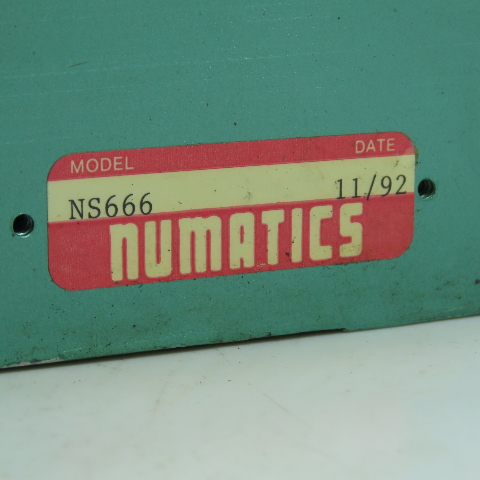 MODEL DATE
NS666 11/92
NUMATICS